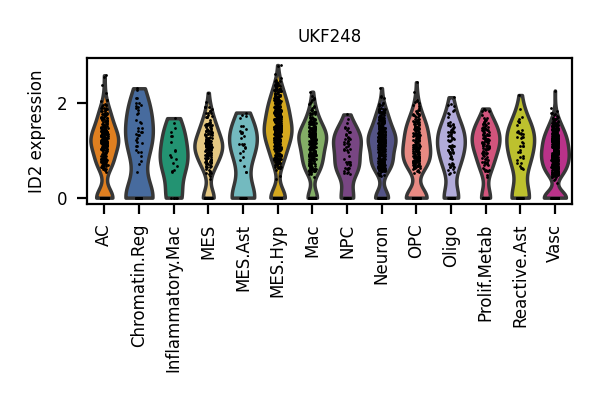 UKF248
ID2 expression
2
0
AC
Chromatin.Reg
Inflammatory.Mac
MES
MES.Ast
MES.Hyp
Mac
NPC
Neuron
OPC
Oligo
Prolif.Metab
Reactive.Ast
Vasc